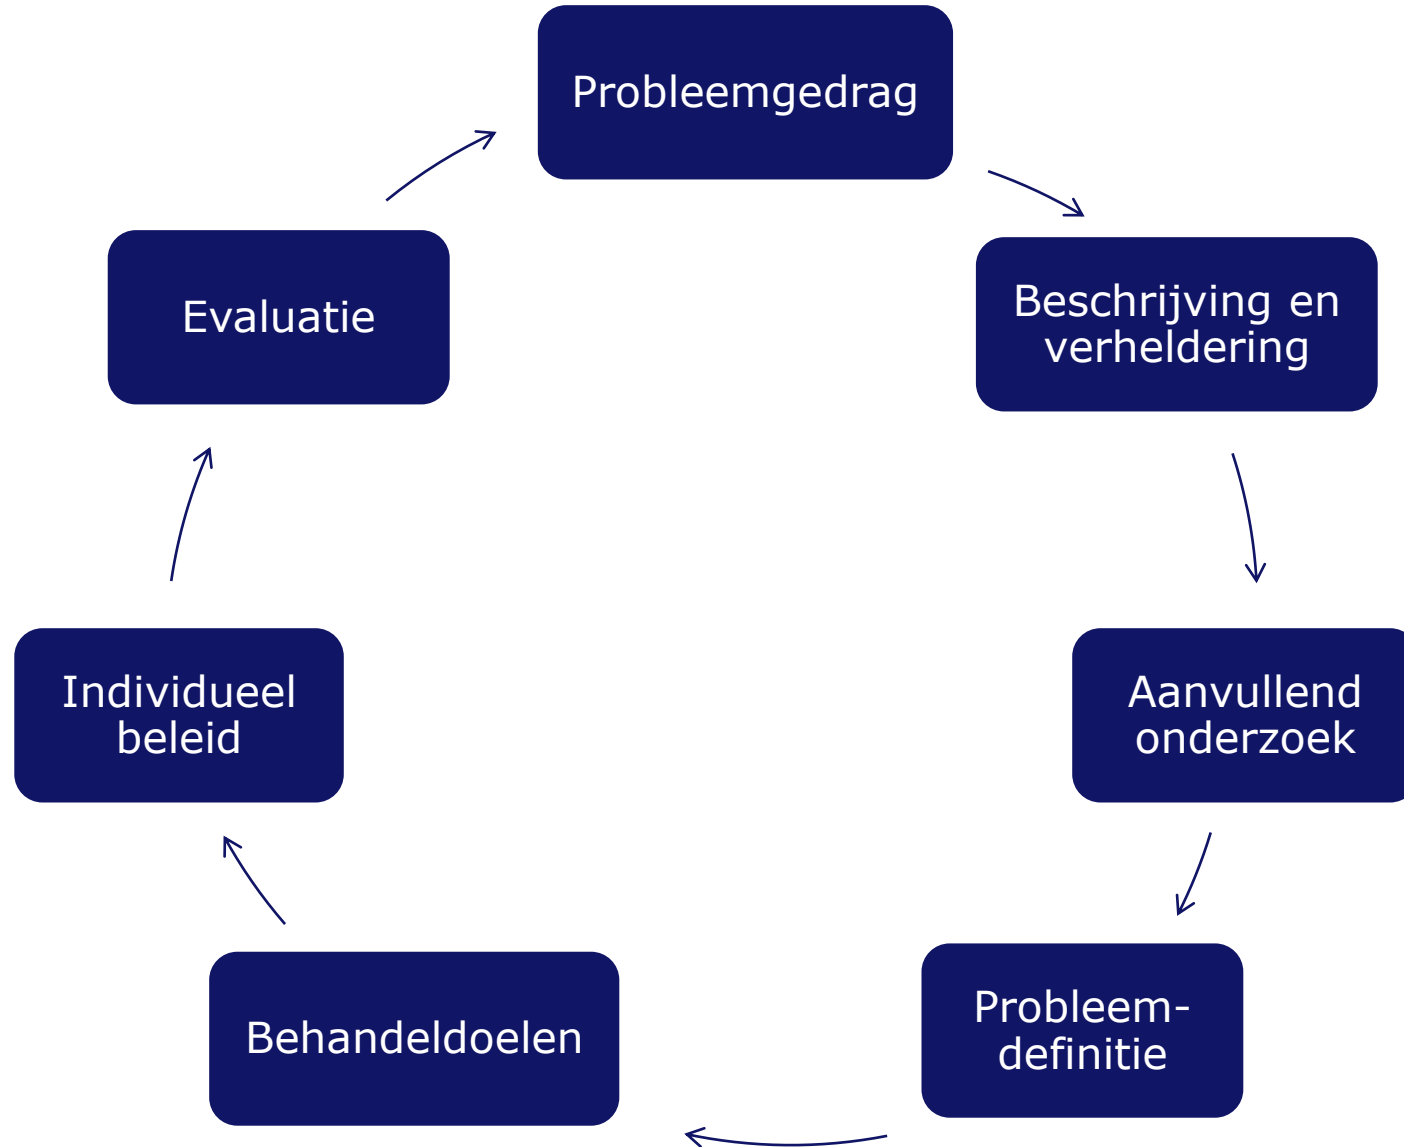 Probleemgedrag
Beschrijving en
verheldering
Aanvullend
onderzoek
Probleem-
definitie
Behandeldoelen
Individueel
beleid
Evaluatie